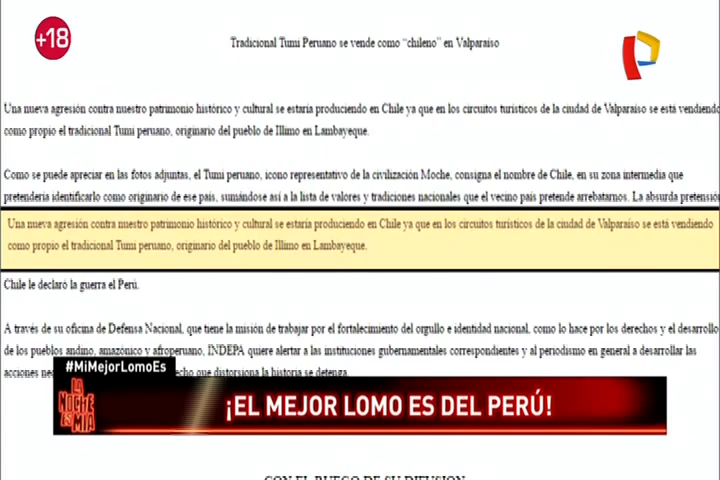 +18
Tradicional Tumi Peruano se vende como “chileno” en Valparaíso
Una nueva agresión contra nuestro patrimonio histórico y cultural se estaría produciendo en Chile ya que en los circuitos turísticos de la ciudad de Valparaíso se está vendiendo
como propio el tradicional Tumi peruano, originario del pueblo de Illimo en Lambayeque.
Como se puede apreciar en las fotos adjuntas, el Tumi peruano, icono representativo de la civilización Moche, consigna el nombre de Chile, en su zona intermedia que
pretendería identificarlo como originario de ese país, sumándose así a la lista de valores y tradiciones nacionales que el vecino país pretende arrebatarnos. La absurda pretensión
Una nueva agresión contra nuestro patrimonio histórico y cultural se estaría produciendo en Chile ya que en los circuitos turísticos de la ciudad de Valparaíso se está vendiendo
como propio el tradicional Tumi peruano, originario del pueblo de Illimo en Lambayeque.
Chile le declaró la guerra el Perú.
A través de su oficina de Defensa Nacional, que tiene la misión de trabajar por el fortalecimiento del orgullo e identidad nacional, como lo hace por los derechos y el desarrollo
de los pueblos andino, amazónico y afroperuano, INDEPA quiere alertar a las instituciones gubernamentales correspondientes y al periodismo en general a desarrollar las
acciones echo que distorsiona la historia se detenga.
#MiMejorLomoEs
LA NOCHE ES MÍA
¡EL MEJOR LOMO ES DEL PERÚ!
CON EL RUEGO DE SU DIFUSION